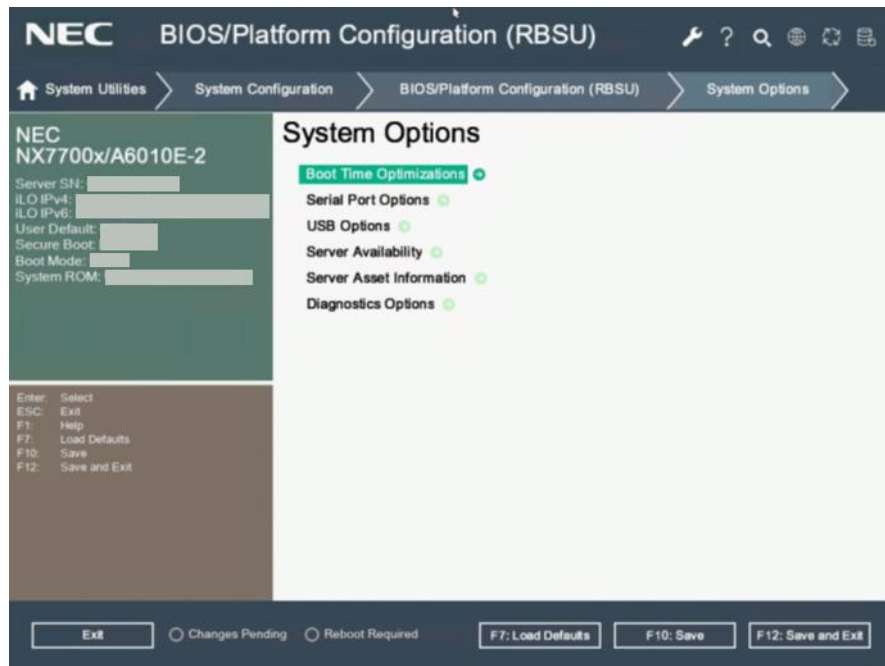 NEC BIOS/Platform Configuration (RBSU)
System Utilities System Configuration BIOS/Platform Configuration (RBSU) System Options
NEC
NX7700x/A6010E-2
Server SN:
iLO IPv4:
iLO IPv6:
User Default:
Secure Boot:
Boot Mode:
System ROM:
Enter: Select
ESC: Exit
F1: Help
F7: Load Defaults
F10: Save
F12: Save and Exit
System Options
Boot Time Optimizations
Serial Port Options
USB Options
Server Availability
Server Asset Information
Diagnostics Options
Exit Changes Pending Reboot Required F7: Load Defaults F10: Save F12: Save and Exit